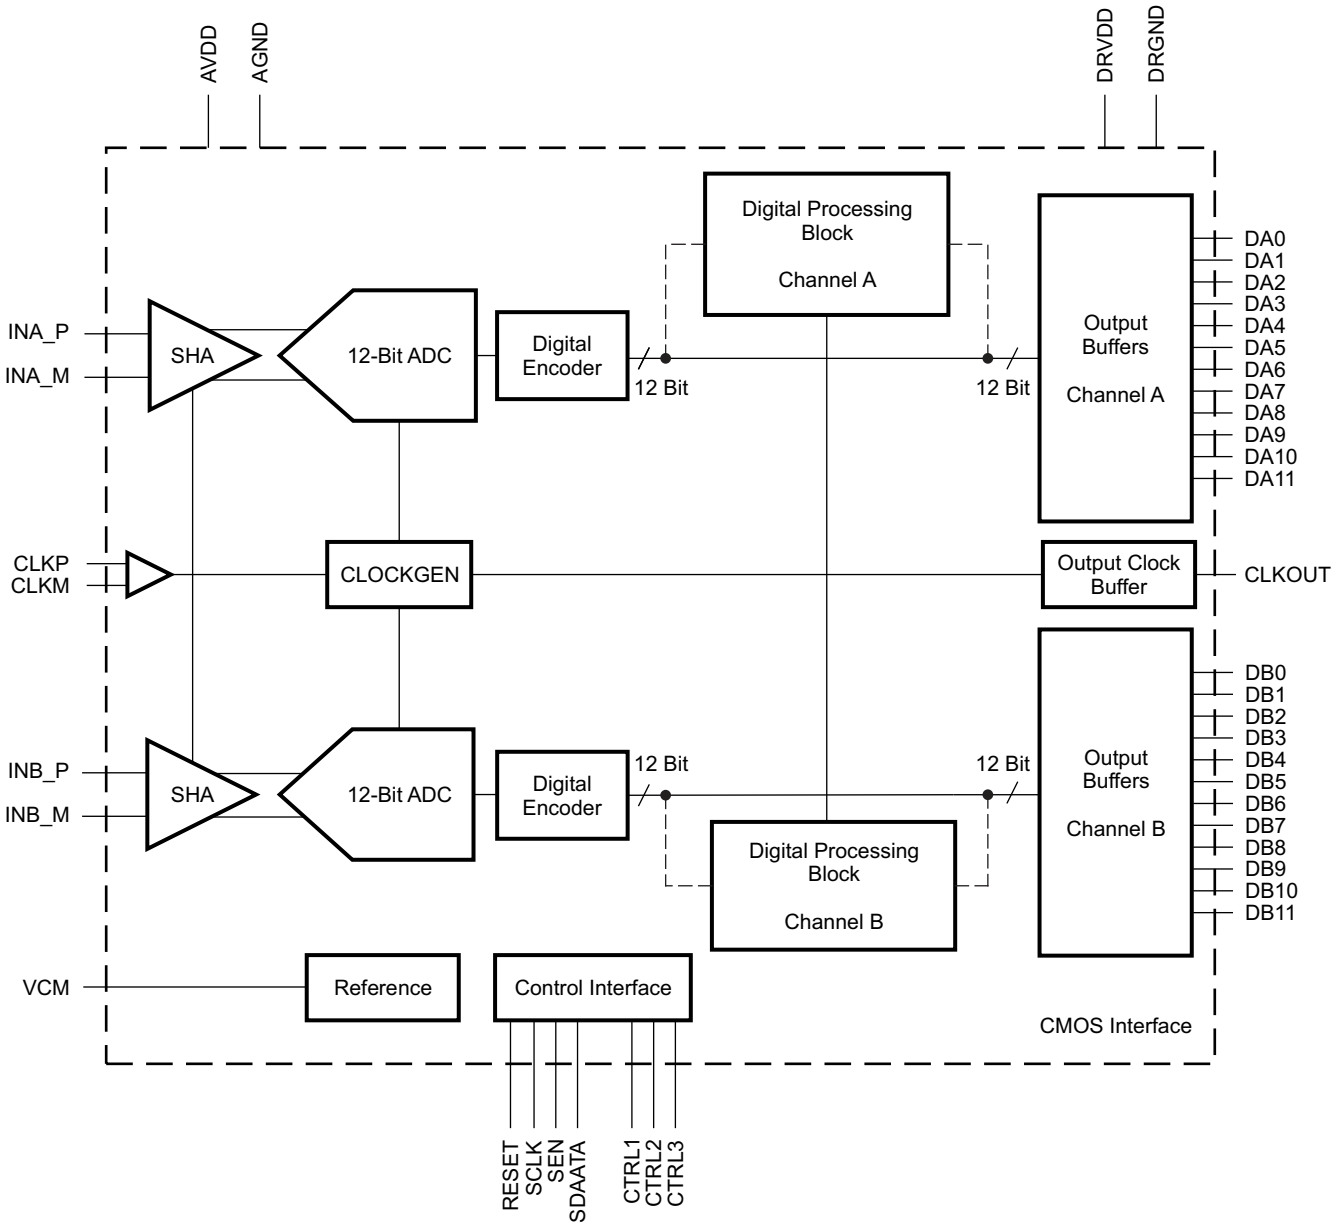 AVDD
AGND
DRVDD
DRGND
Digital Processing
Block
Channel A
INA_P
INA_M
SHA
12-Bit ADC
Digital
Encoder
12 Bit
12 Bit
Output
Buffers
Channel A
DA0
DA1
DA2
DA3
DA4
DA5
DA6
DA7
DA8
DA9
DA10
DA11
CLKP
CLKM
CLOCKGEN
Output Clock
Buffer
CLKOUT
INB_P
INB_M
SHA
12-Bit ADC
Digital
Encoder
12 Bit
12 Bit
Digital Processing
Block
Channel B
Output
Buffers
Channel B
DB0
DB1
DB2
DB3
DB4
DB5
DB6
DB7
DB8
DB9
DB10
DB11
VCM
Reference
Control Interface
CMOS Interface
RESET
SCLK
SEN
SDAATA
CTRL1
CTRL2
CTRL3